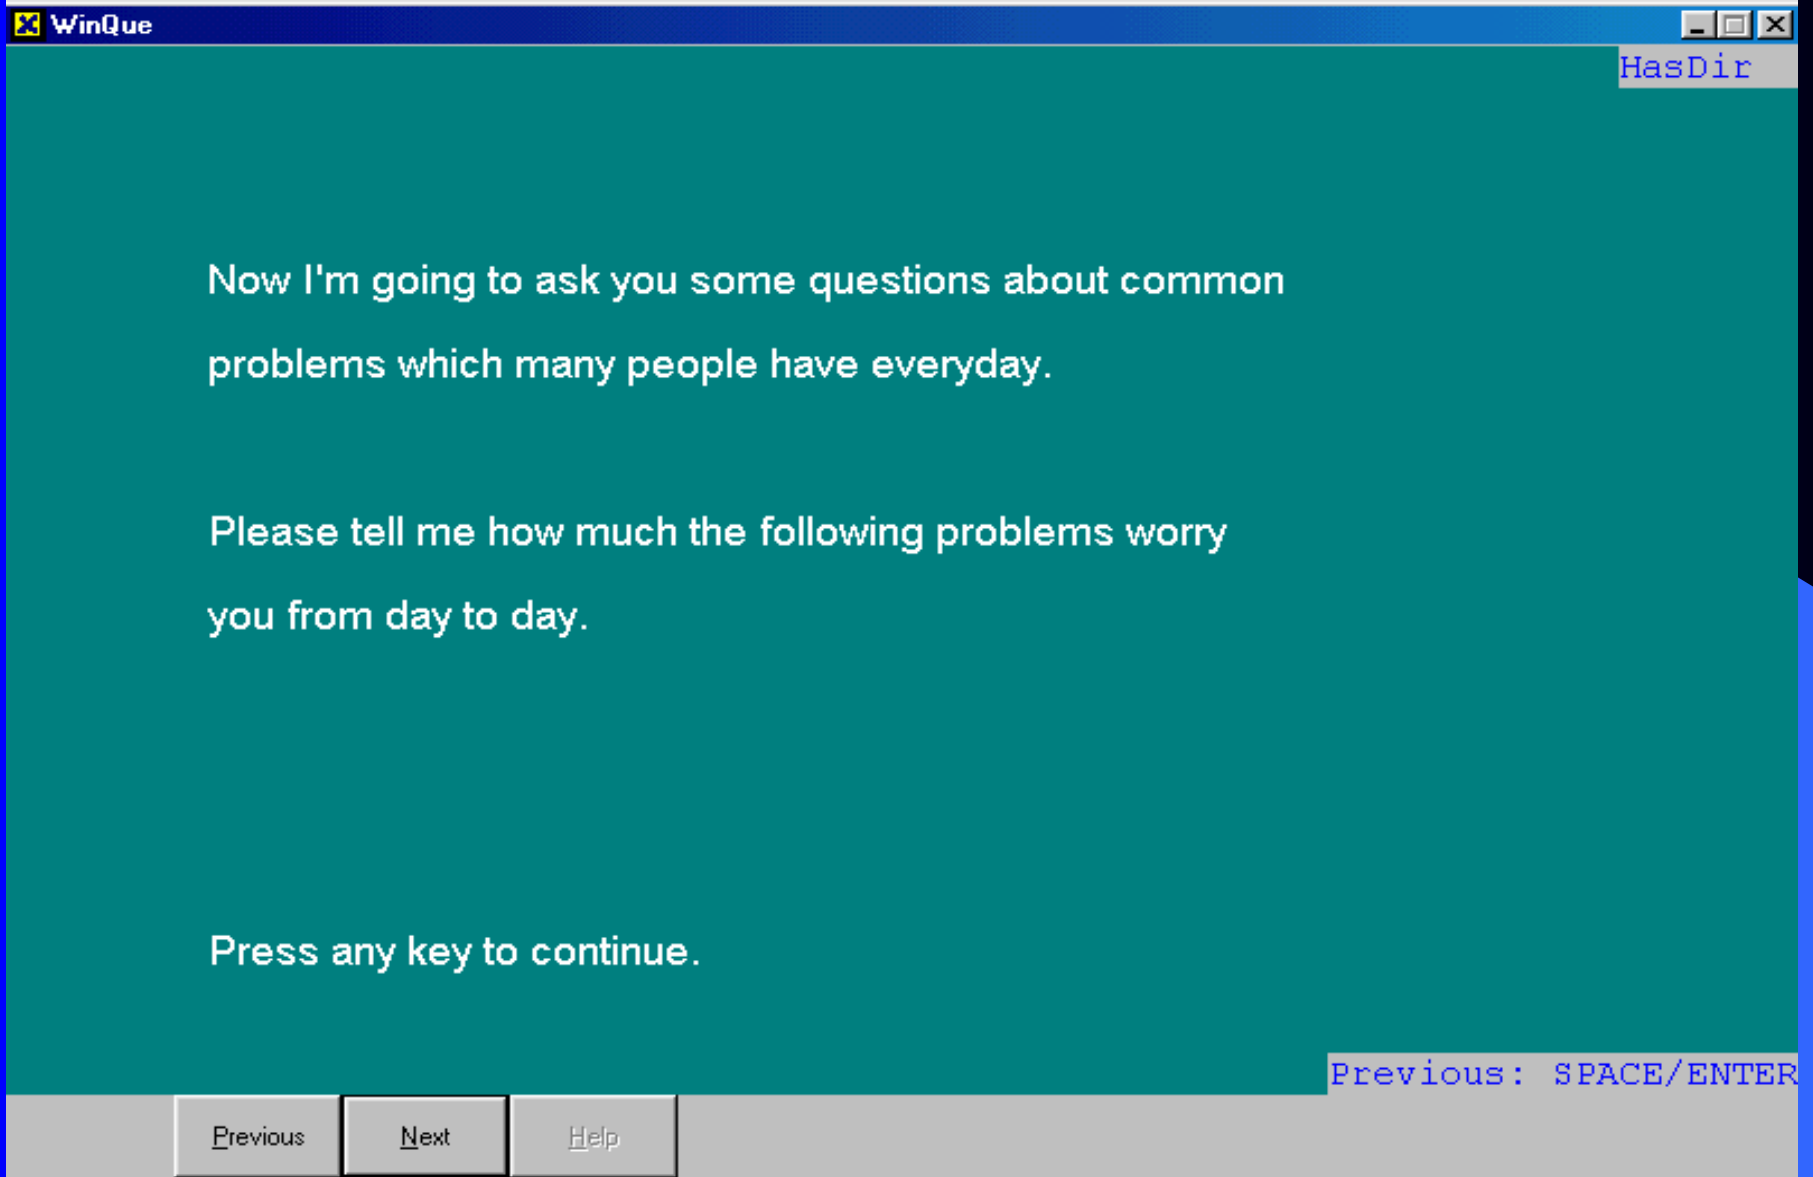 WinQue
HasDir
Now I'm going to ask you some questions about common
problems which many people have everyday.
Please tell me how much the following problems worry
you from day to day.
Press any key to continue.
Previous: SPACE/ENTER
Previous
Next
Help